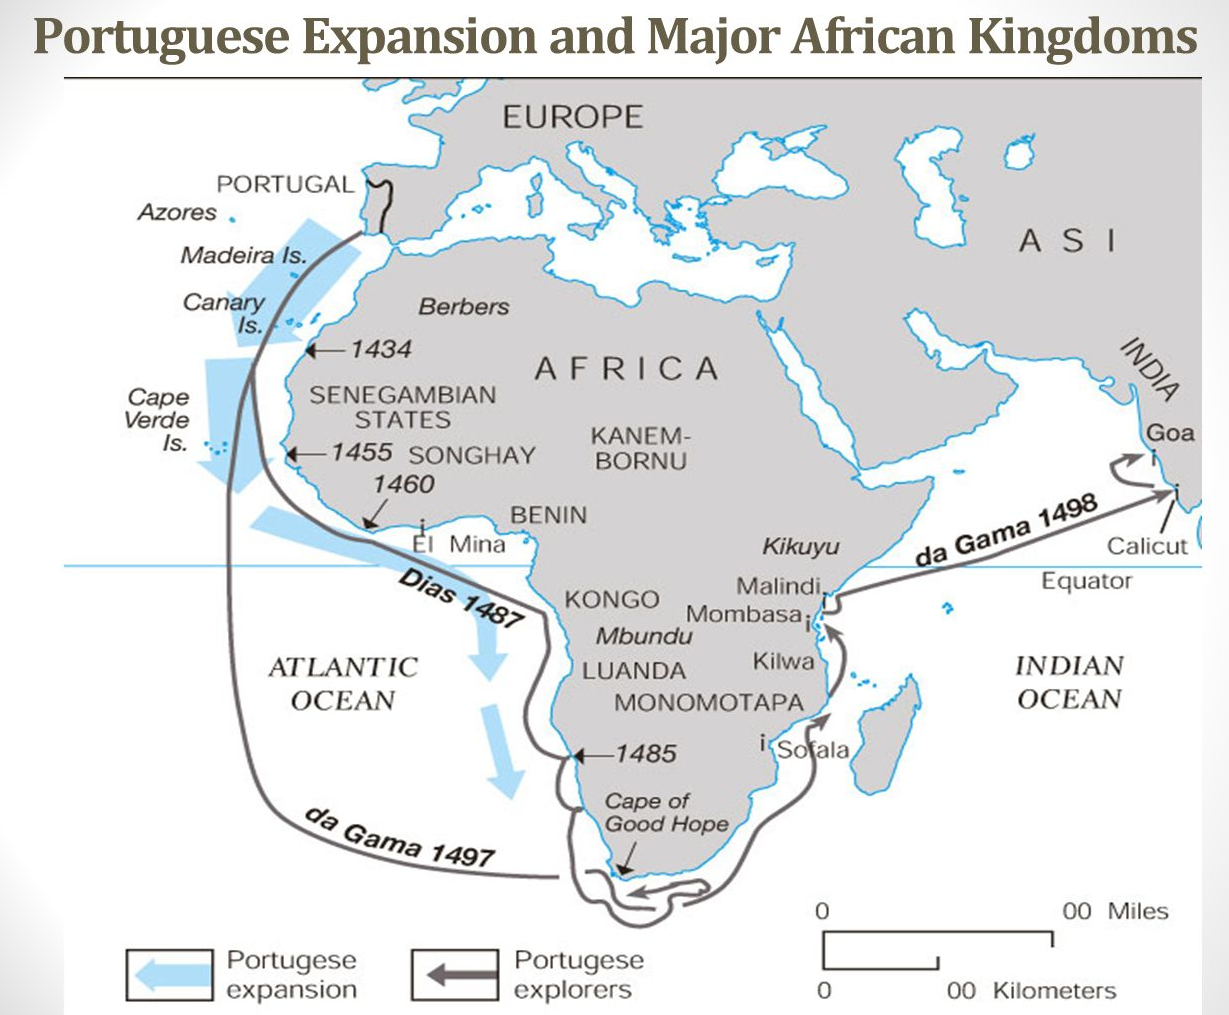 Portuguese Expansion and Major African Kingdoms
EUROPE
PORTUGAL
Azores
ASI
Madeira Is.
Canary
Is.
Berbers
1434
AFRICA
INDIA
SENEGAMBIAN
STATES
Cape
Verde
Is.
KANEM-
BORNU
Goa
1455
SONGHAY
1460
BENIN
El Mina
da Gama 1498
Calicut
Kikuyu
Equator
Dias 1487
Malindi
KONGO
Mombasa
Mbundu
ATLANTIC
OCEAN
LUANDA
Kilwa
INDIAN
OCEAN
MONOMOTAPA
Sofala
1485
Cape of
Good Hope
da Gama 1497
0 00 Miles
0 00 Kilometers
Portugese
expansion
Portugese
explorers